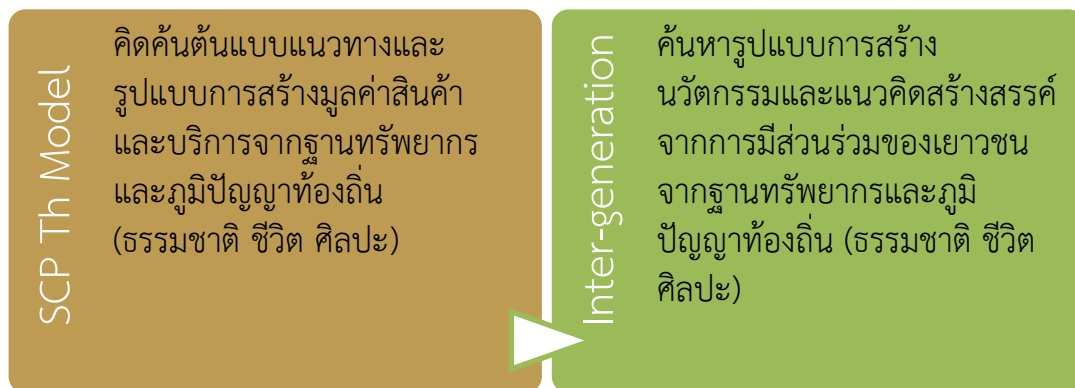 SCP Th Model
คิดค้นต้นแบบแนวทางและ
รูปแบบการสร้างมูลค่าสินค้า
และบริการจากฐานทรัพยากร
และภูมิปัญญาท้องถิ่น
(ธรรมชาติ ชีวิต ศิลปะ)
Inter-generation
ค้นหารูปแบบการสร้าง
นวัตกรรมและแนวคิดสร้างสรรค์
จากการมีส่วนร่วมของเยาวชน
จากฐานทรัพยากรและภูมิ
ปัญญาท้องถิ่น (ธรรมชาติ ชีวิต
ศิลปะ)